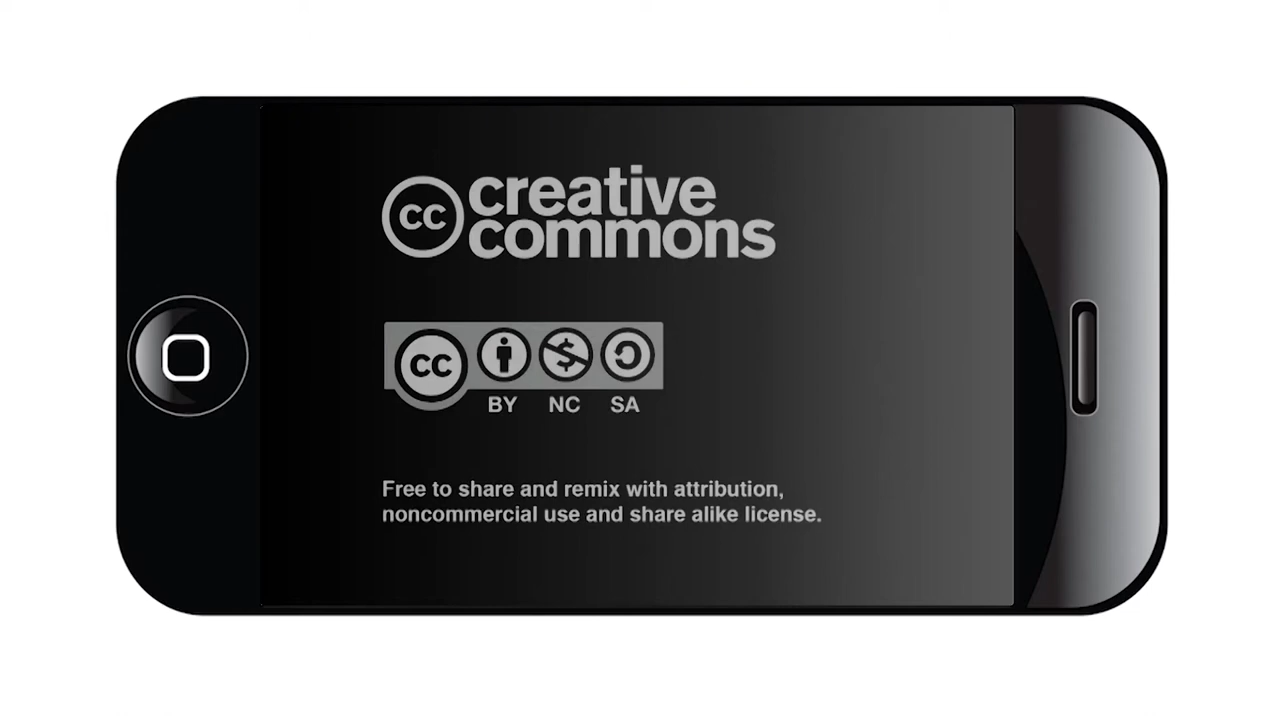 cc creative
commons
cc
BY NC SA
Free to share and remix with attribution,
noncommercial use and share alike license.